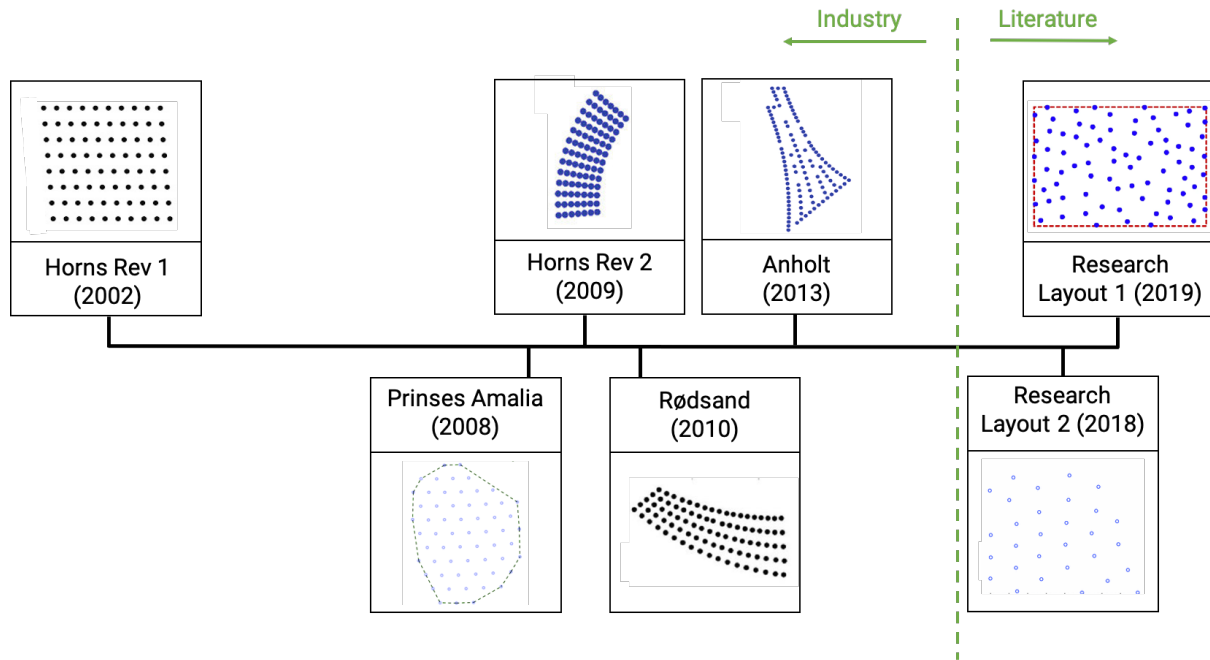 Industry
Literature
Horns Rev 1
(2002)
Horns Rev 2
(2009)
Anholt
(2013)
Research
Layout 1 (2019)
Prinses Amalia
(2008)
Rødsand
(2010)
Research
Layout 2 (2018)